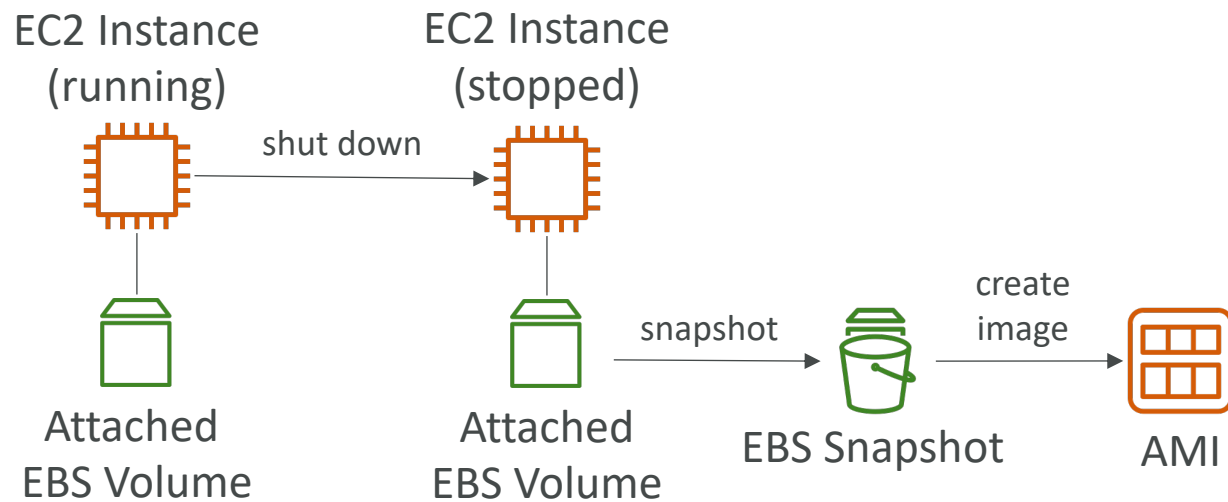 EC2 Instance
(running)
EC2 Instance
(stopped)
shut down
Attached
EBS Volume
Attached
EBS Volume
snapshot
EBS Snapshot
create
image
AMI